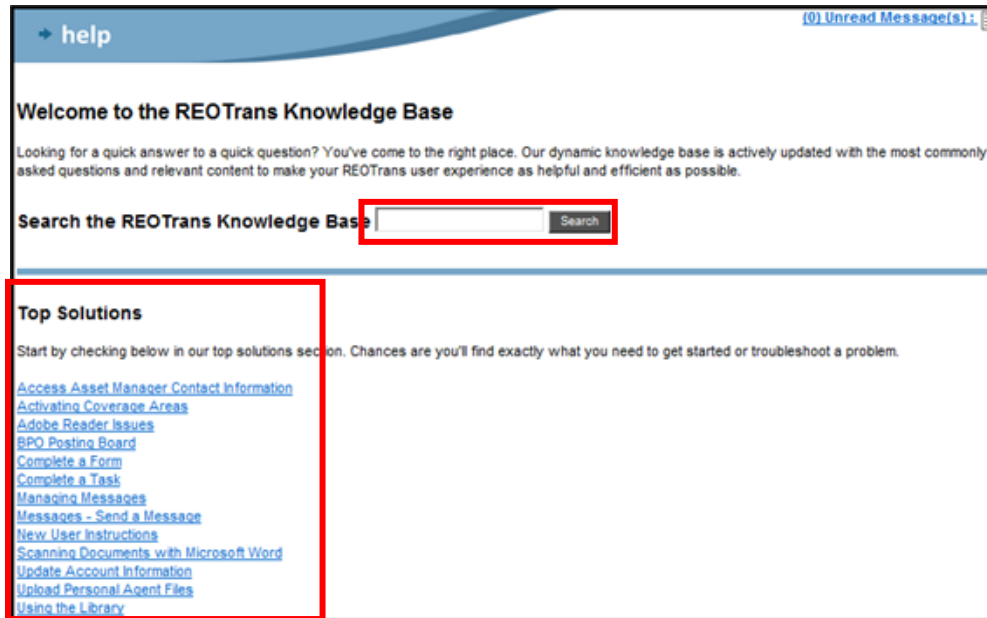 (0) Unread Message(s) :
help
Welcome to the REOTrans Knowledge Base
Looking for a quick answer to a quick question? You've come to the right place. Our dynamic knowledge base is actively updated with the most commonly
asked questions and relevant content to make your REOTrans user experience as helpful and efficient as possible.
Search the REOTrans Knowledge Base Search
Top Solutions
Start by checking below in our top solutions section. Chances are you'll find exactly what you need to get started or troubleshoot a problem.
Access Asset Manager Contact Information
Activating Coverage Areas
Adobe Reader Issues
BPO Posting Board
Complete a Form
Complete a Task
Managing Messages
Messages - Send a Message
New User Instructions
Scanning Documents with Microsoft Word
Update Account Information
Upload Personal Agent Files
Using the Library